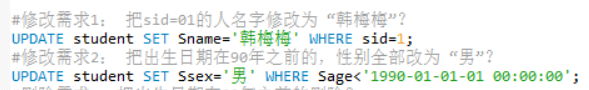 #修改需求1： 把sid=01的人名字修改为“韩梅梅”？
UPDATE student SET Sname='韩梅梅' WHERE sid=1;
#修改需求2： 把出生日期在90年之前的，性别全部改为“男”？
UPDATE student SET Ssex='男' WHERE Sage<'1990-01-01-01 00:00:00';